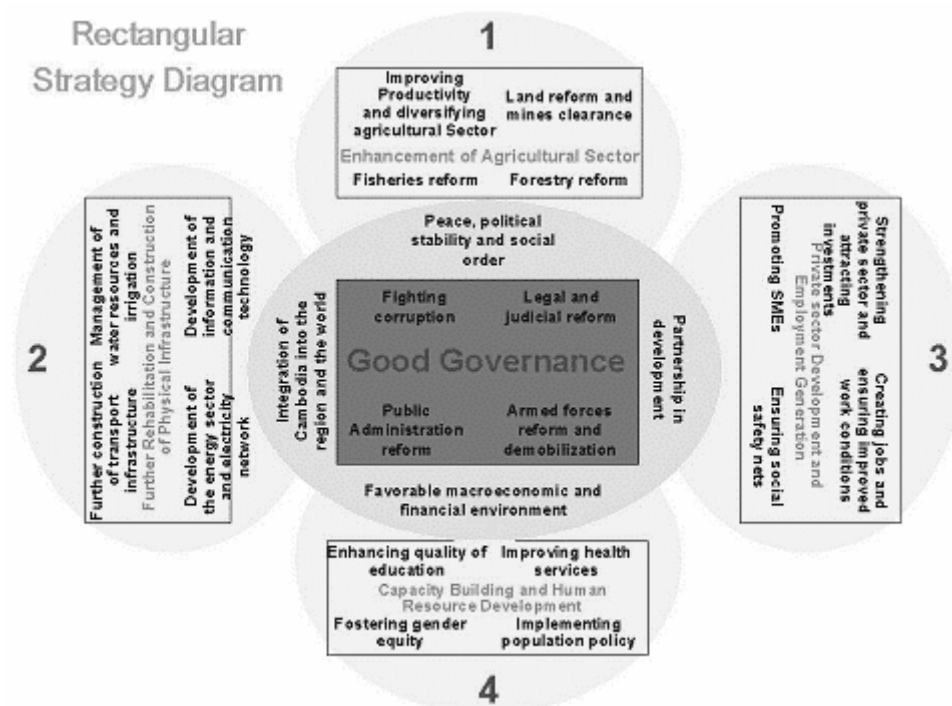 Rectangular
Strategy Diagram
1
Improving
Productivity
and diversifying
agricultural Sector
Land reform and
mines clearance
Enhancement of Agricultural Sector
Fisheries reform
Forestry reform
Peace, political
stability and social
order
2
Further construction
of transport
infrastructure
Management of
water resources and
irrigation
Further Rehabilitation and Construction
of Physical Infrastructure
Development of
the energy sector
and electricity
network
Development of
information and
communication
technology
Integration of
Cambodia into the
region and the world
Fighting
corruption
Legal and
judicial reform
Good Governance
Public
Administration
reform
Armed forces
reform and
demobilization
Partnership in
development
Strengthening
private sector and
attracting
investments
Creating jobs and
ensuring improved
work conditions
Private sector Development and
Employment Generation
Promoting SMEs
Ensuring social
safety nets
3
Favorable macroeconomic and
financial environment
Enhancing quality of
education
Improving health
services
Capacity Building and Human
Resource Development
Fostering gender
equity
Implementing
population policy
4